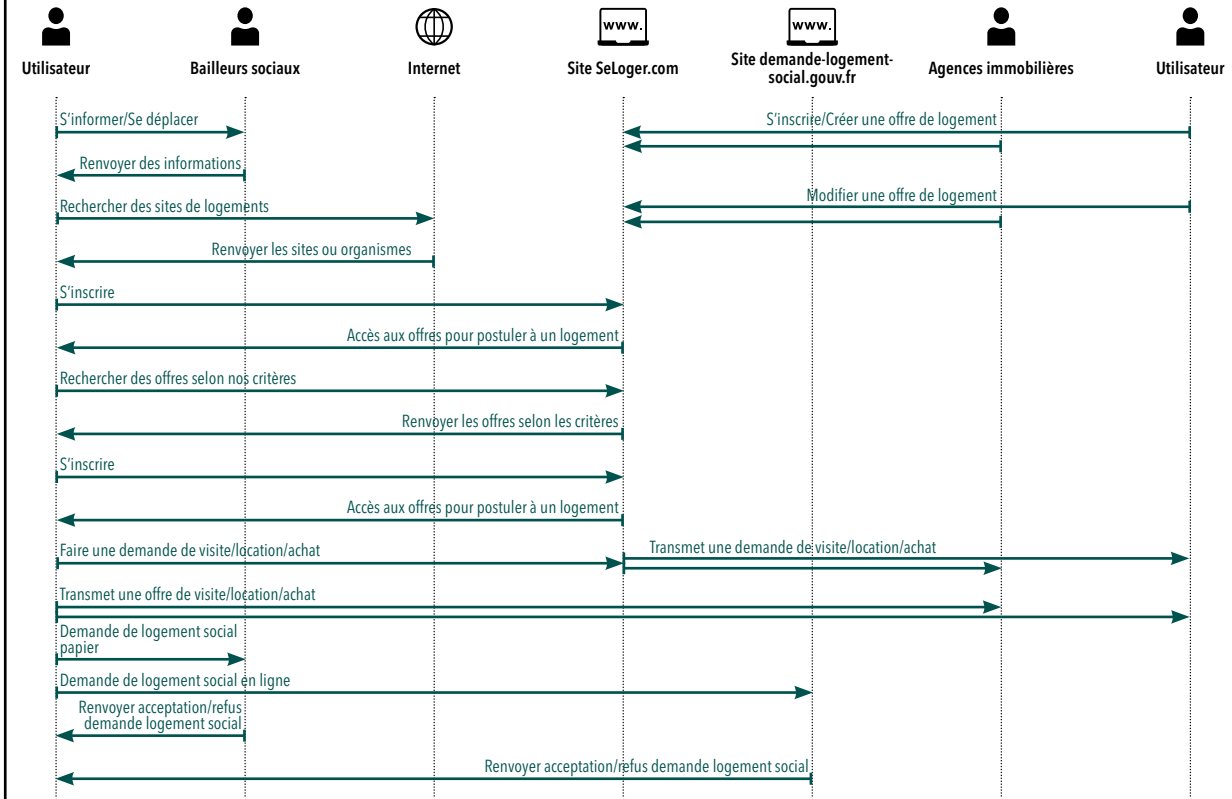 www.
www.
Utilisateur
Bailleurs sociaux
Internet
Site SeLoger.com
Site demande-logement-
social.gouv.fr
Agences immobilières
Utilisateur
S'informer/Se déplacer
S'inscrire/Créer une offre de logement
Renvoyer des informations
Modifier une offre de logement
Rechercher des sites de logements
Renvoyer les sites ou organismes
S'inscrire
Accès aux offres pour postuler à un logement
Rechercher des offres selon nos critères
Renvoyer les offres selon les critères
S'inscrire
Accès aux offres pour postuler à un logement
Faire une demande de visite/location/achat
Transmet une demande de visite/location/achat
Transmet une offre de visite/location/achat
Demande de logement social
papier
Demande de logement social en ligne
Renvoyer acceptation/refus
demande logement social
Renvoyer acceptation/refus demande logement social